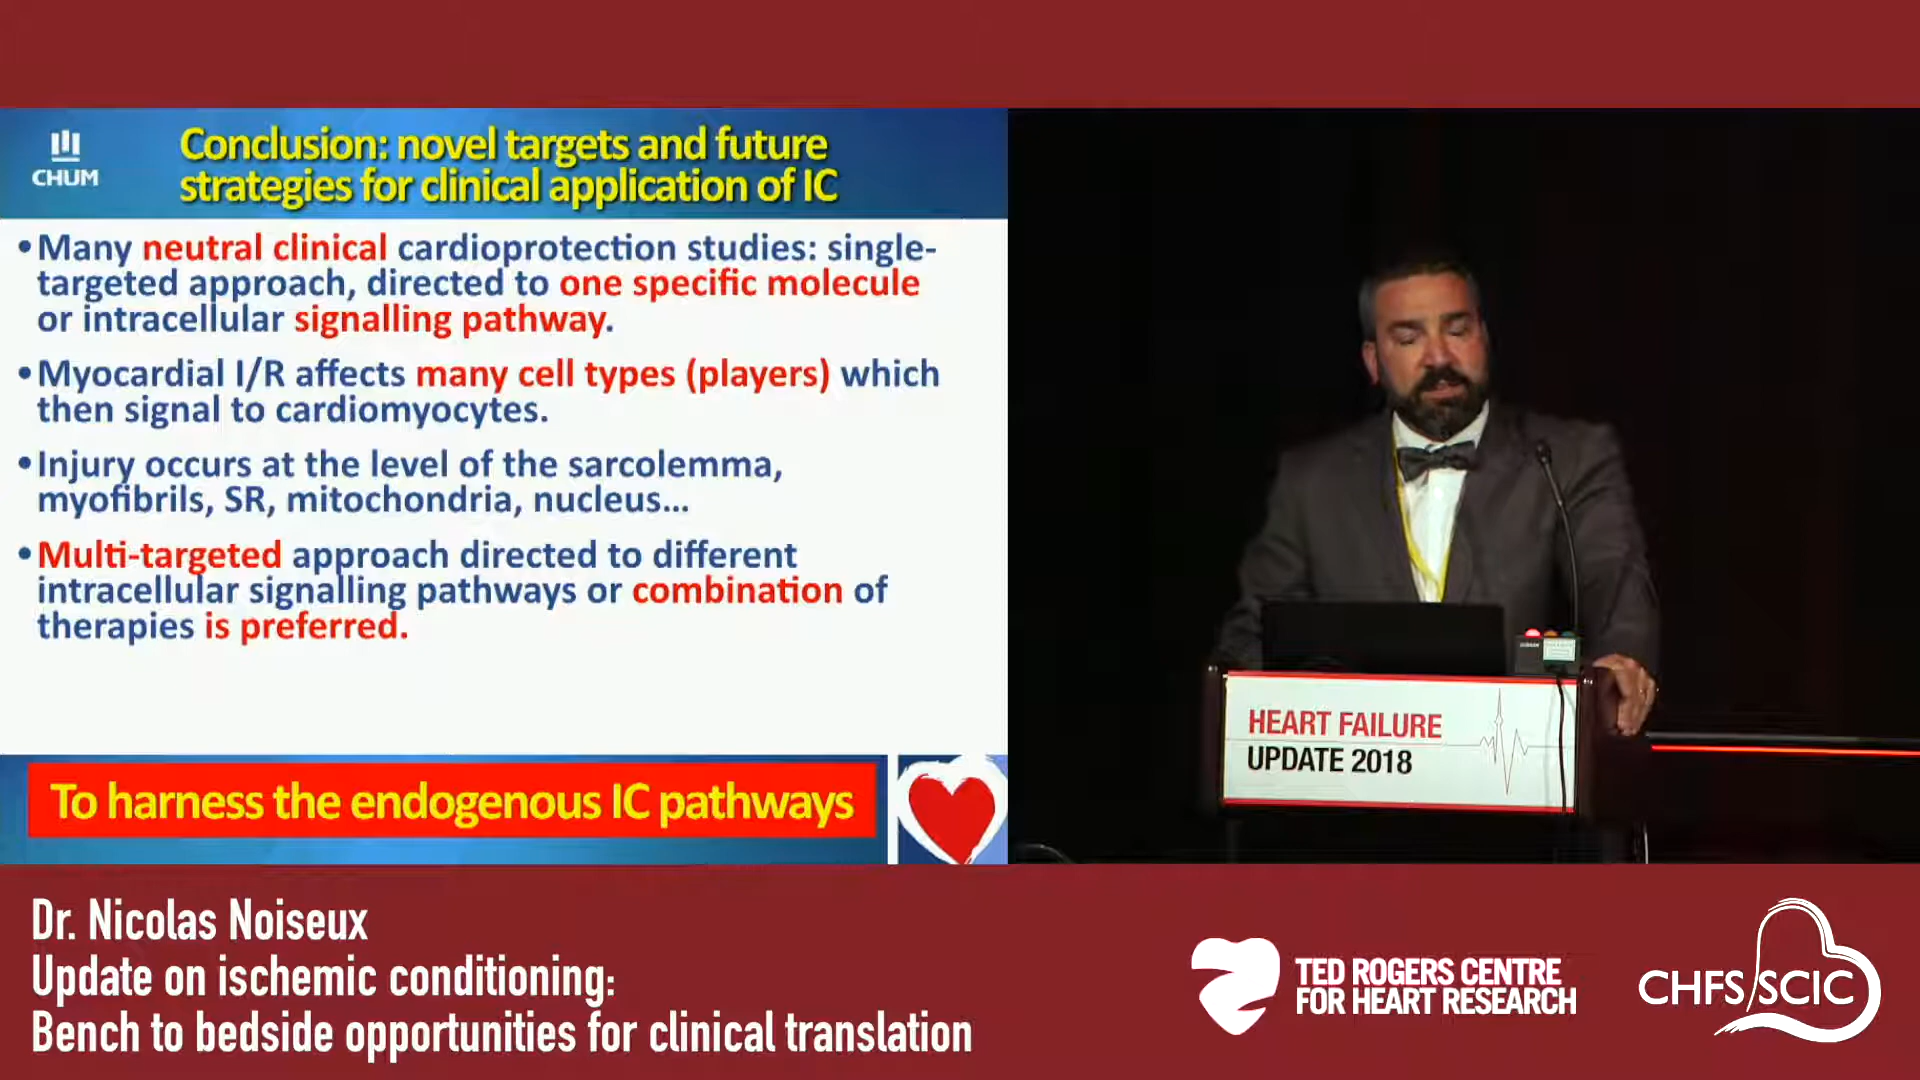 CHUM
Conclusion: novel targets and future
strategies for clinical application of IC
•Many neutral clinical cardioprotection studies: single-
targeted approach, directed to one specific molecule
or intracellular signalling pathway.
•Myocardial I/R affects many cell types (players) which
then signal to cardiomyocytes.
•Injury occurs at the level of the sarcolemma,
myofibrils, SR, mitochondria, nucleus...
•Multi-targeted approach directed to different
intracellular signalling pathways or combination of
therapies is preferred.
To harness the endogenous IC pathways
HEART FAILURE
UPDATE 2018
Dr. Nicolas Noiseux
Update on ischemic conditioning:
Bench to bedside opportunities for clinical translation
TED ROGERS CENTRE
FOR HEART RESEARCH
CHFS/SCIC